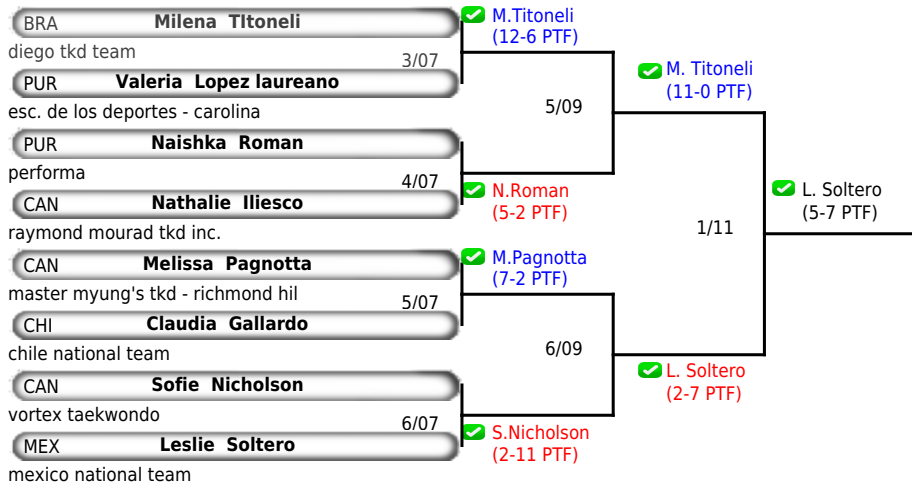 BRA Milena TItoneli
diego tkd team
3/07
PUR Valeria Lopez laureano
esc. de los deportes - carolina
PUR Naishka Roman
performa
4/07
CAN Nathalie Iliesco
raymond mourad tkd inc.
CAN Melissa Pagnotta
master myung's tkd - richmond hil
5/07
CHI Claudia Gallardo
chile national team
CAN Sofie Nicholson
vortex taekwondo
6/07
MEX Leslie Soltero
mexico national team
M.Titoneli
(12-6 PTF)
5/09
N.Roman
(5-2 PTF)
M.Pagnotta
(7-2 PTF)
6/09
S.Nicholson
(2-11 PTF)
M. Titoneli
(11-0 PTF)
1/11
L. Soltero
(2-7 PTF)
L. Soltero
(5-7 PTF)